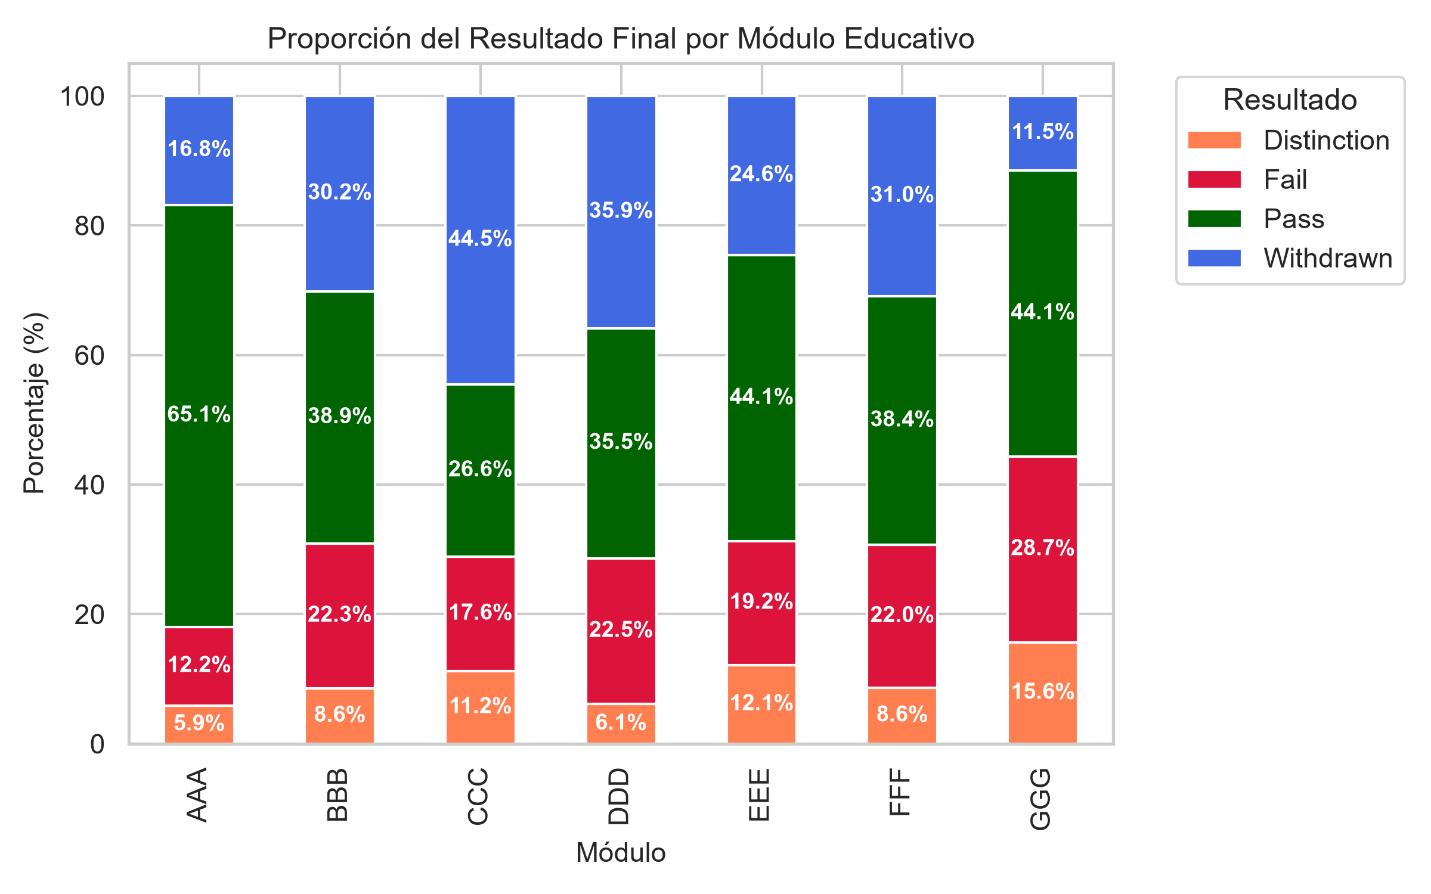 Proporción del Resultado Final por Módulo Educativo
Resultado
Distinction
Fail
Pass
Withdrawn
Porcentaje (%)
100
80
60
40
20
0
16.8% 30.2% 44.5% 35.9% 24.6% 31.0% 11.5%
65.1% 38.9% 26.6% 35.5% 44.1% 38.4% 44.1%
12.2% 22.3% 17.6% 22.5% 19.2% 22.0% 28.7%
5.9% 8.6% 11.2% 6.1% 12.1% 8.6% 15.6%
AAA BBB CCC DDD EEE FFF GGG
Módulo